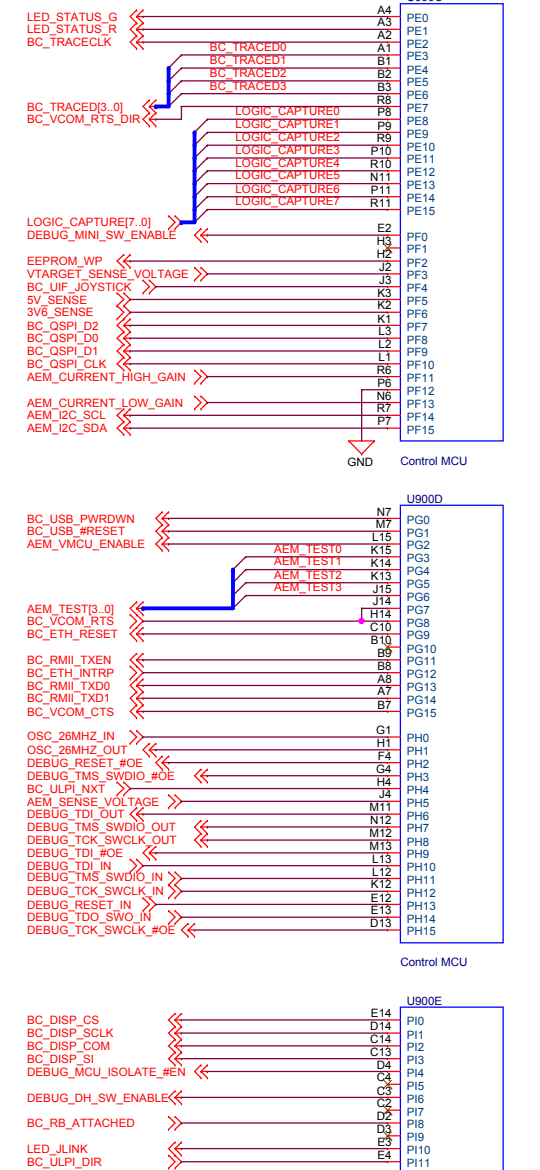 LED_STATUS_G A4 PE0
LED_STATUS_R A3 PE1
BC_TRACECLK A2 PE2
BC_TRACED0 A1 PE3
BC_TRACED1 B1 PE4
BC_TRACED2 B2 PE5
BC_TRACED3 B3 PE6
BC_TRACED[3..0] R8 PE7
BC_VCOM_RTS_DIR
LOGIC_CAPTURE0 P8 PE8
LOGIC_CAPTURE1 P9 PE9
LOGIC_CAPTURE2 R9 PE10
LOGIC_CAPTURE3 P10 PE11
LOGIC_CAPTURE4 R10 PE12
LOGIC_CAPTURE5 N11 PE13
LOGIC_CAPTURE6 P11 PE14
LOGIC_CAPTURE7 R11 PE15
LOGIC_CAPTURE[7..0]
DEBUG_MINI_SW_ENABLE E2 PF0
H3 PF1
EEPROM_WP H2 PF2
VTARGET_SENSE_VOLTAGE J2 PF3
BC_UIF_JOYSTICK J3 PF4
5V_SENSE K3 PF5
3V6_SENSE K2 PF6
BC_QSPI_D2 K1 PF7
BC_QSPI_D0 L3 PF8
BC_QSPI_D1 L2 PF9
BC_QSPI_CLK L1 PF10
AEM_CURRENT_HIGH_GAIN R6 PF11
P6 PF12
AEM_CURRENT_LOW_GAIN N6 PF13
AEM_I2C_SCL R7 PF14
AEM_I2C_SDA P7 PF15
GND Control MCU
U900D
BC_USB_PWRDWN N7 PG0
BC_USB_#RESET M7 PG1
AEM_VMCU_ENABLE L15 PG2
AEM_TEST0 K15 PG3
AEM_TEST1 K14 PG4
AEM_TEST2 K13 PG5
AEM_TEST3 J15 PG6
AEM_TEST[3..0] J14 PG7
BC_VCOM_RTS H14 PG8
BC_ETH_RESET C10 PG9
B10 PG10
BC_RMII_TXEN B9 PG11
BC_ETH_INTRP B8 PG12
BC_RMII_TXD0 A8 PG13
BC_RMII_TXD1 A7 PG14
BC_VCOM_CTS B7 PG15
OSC_26MHZ_IN G1 PH0
OSC_26MHZ_OUT H1 PH1
DEBUG_RESET_#OE F4 PH2
DEBUG_TMS_SWDIO_#OE G4 PH3
BC_ULPI_NXT H4 PH4
AEM_SENSE_VOLTAGE J4 PH5
DEBUG_TDI_OUT M11 PH6
DEBUG_TMS_SWDIO_OUT N12 PH7
DEBUG_TCK_SWCLK_OUT M12 PH8
DEBUG_TDI_#OE M13 PH9
DEBUG_TDI_IN L13 PH10
DEBUG_TMS_SWDIO_IN L12 PH11
DEBUG_TCK_SWCLK_IN K12 PH12
DEBUG_RESET_IN E12 PH13
DEBUG_TDO_SWO_IN E13 PH14
DEBUG_TCK_SWCLK_#OE D13 PH15
Control MCU
U900E
BC_DISP_CS E14 PI0
BC_DISP_SCLK D14 PI1
BC_DISP_COM C14 PI2
BC_DISP_SI C13 PI3
DEBUG_MCU_ISOLATE_#EN D4 PI4
C4 PI5
DEBUG_DH_SW_ENABLE C3 PI6
C2 PI7
BC_RB_ATTACHED D2 PI8
D3 PI9
LED_JLINK E3 PI10
BC_ULPI_DIR E4 PI11